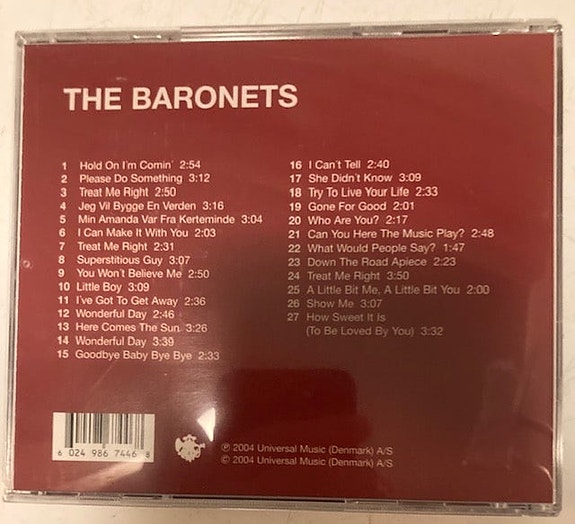 THE BARONETS
1 Hold On I'm Comin' 2:54
2 Please Do Something 3:12
3 Treat Me Right 2:50
4 Jeg Vil Bygge En Verden 3:16
5 Min Amanda Var Fra Kerteminde 3:04
6 I Can Make It With You 2:03
7 Treat Me Right 2:31
8 Superstitious Guy 3:07
9 You Won't Believe Me 2:50
10 Little Boy 3:09
11 I've Got To Get Away 2:36
12 Wonderful Day 2:46
13 Here Comes The Sun 3:26
14 Wonderful Day 3:39
15 Goodbye Baby Bye Bye 2:33
16 I Can't Tell 2:40
17 She Didn't Know 3:09
18 Try To Live Your Life 2:33
19 Gone For Good 2:01
20 Who Are You? 2:17
21 Can You Here The Music Play? 2:48
22 What Would People Say? 1:47
23 Down The Road Apiece 2:23
24 Treat Me Right 3:50
25 A Little Bit Me, A Little Bit You 2:00
26 Show Me 3:07
27 How Sweet It Is
(To Be Loved By You) 3:32
6 024 986 7446 8
℗ 2004 Universal Music (Denmark) A/S
© 2004 Universal Music (Denmark) A/S